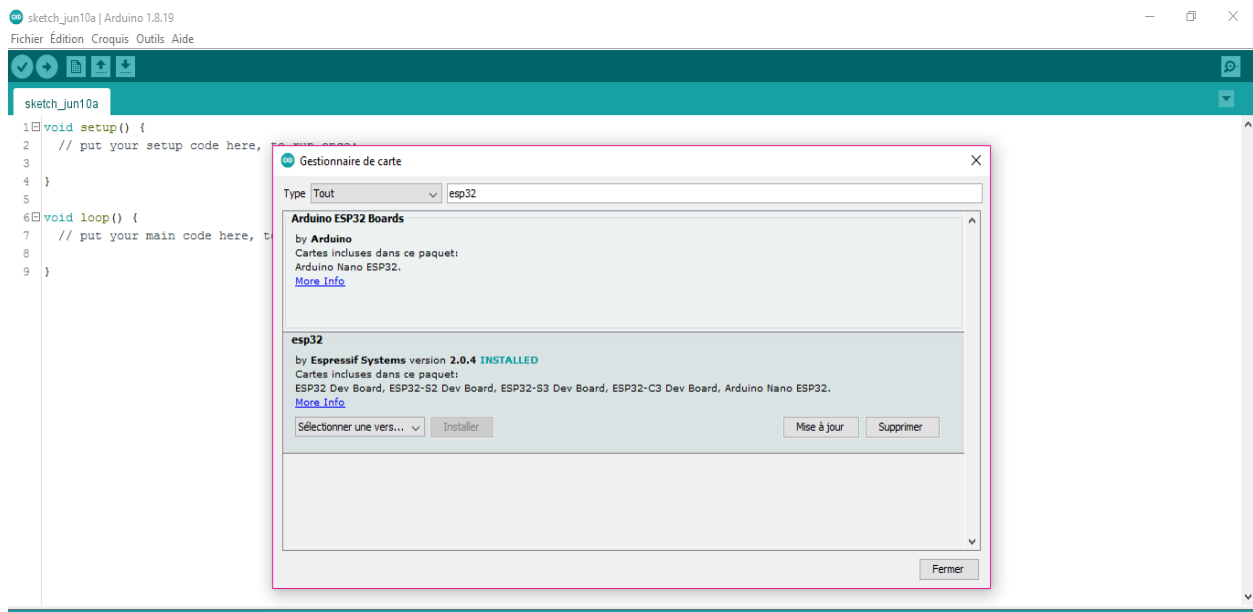 sketch_jun10a | Arduino 1.8.19
Fichier Édition Croquis Outils Aide
sketch_jun10a
1 void setup() {
2 // put your setup code here, to run once:
3
4 }
5
6 void loop() {
7 // put your main code here, t
8
9 }
Gestionnaire de carte
Type Tout esp32
Arduino ESP32 Boards
by Arduino
Cartes incluses dans ce paquet:
Arduino Nano ESP32.
More Info
esp32
by Espressif Systems version 2.0.4 INSTALLED
Cartes incluses dans ce paquet:
ESP32 Dev Board, ESP32-S2 Dev Board, ESP32-S3 Dev Board, ESP32-C3 Dev Board, Arduino Nano ESP32.
More Info
Sélectionner une vers... Installer Mise à jour Supprimer
Fermer